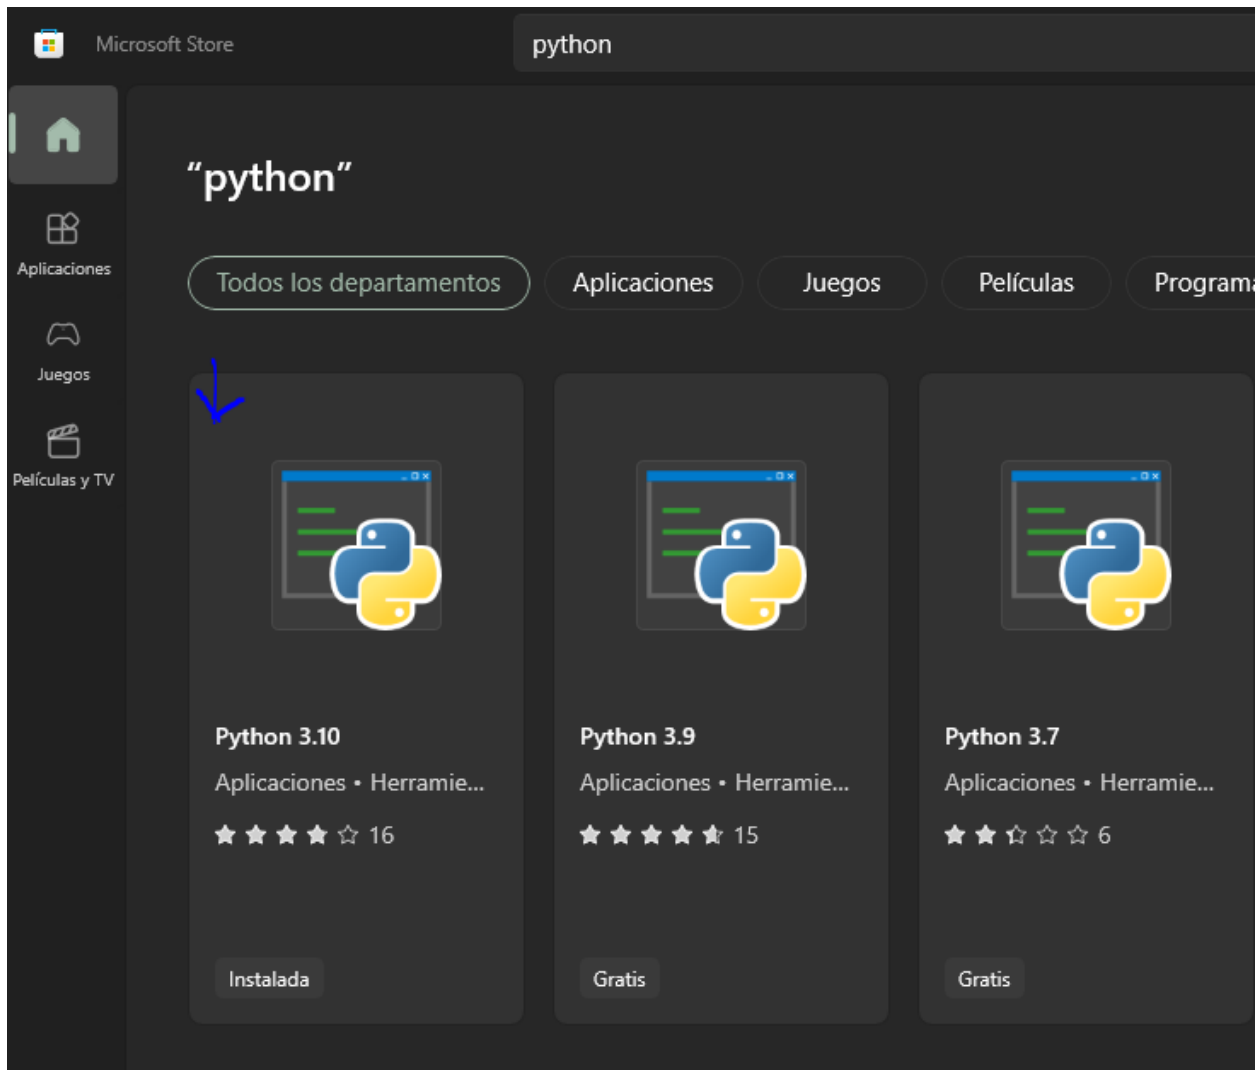 Microsoft Store
python
Aplicaciones
Juegos
Películas y TV
“python”
Todos los departamentos
Aplicaciones
Juegos
Películas
Programa
Python 3.10
Aplicaciones • Herramie...
16
Instalada
Python 3.9
Aplicaciones • Herramie...
15
Gratis
Python 3.7
Aplicaciones • Herramie...
6
Gratis